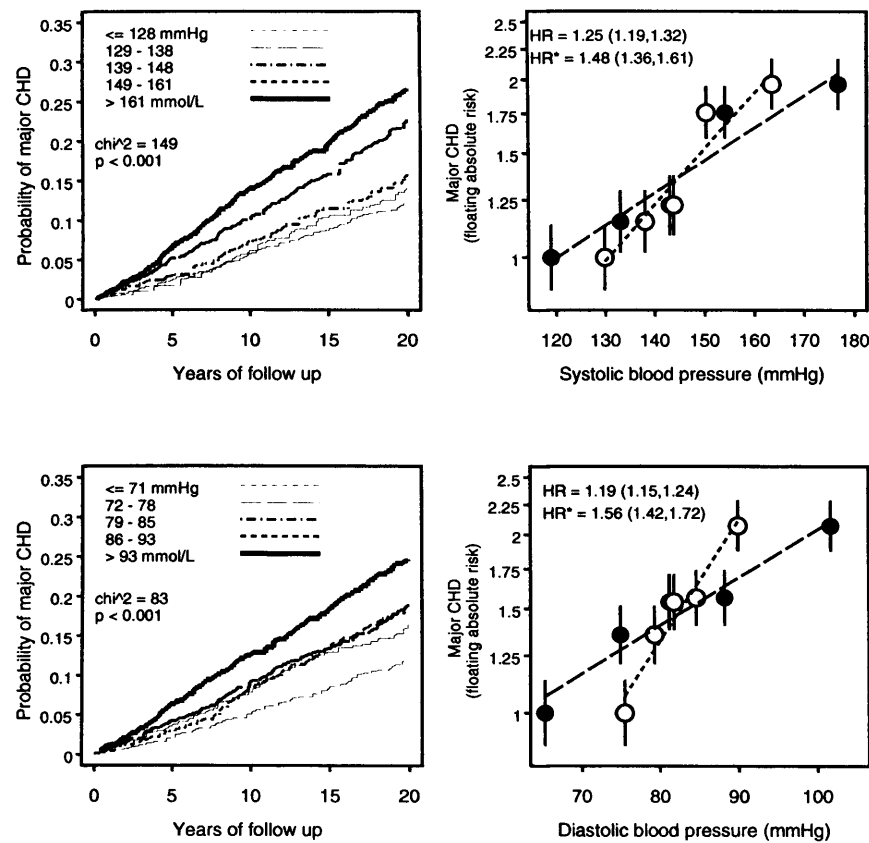 0.35
0.3
0.25
0.2
0.15
0.1
0.05
0
Probability of major CHD
<= 128 mmHg
129 - 138
139 - 148
149 - 161
> 161 mmol/L
chi^2 = 149
p < 0.001
0 5 10 15 20
Years of follow up
2.5
2.25
2
1.75
1.5
1.25
1
Major CHD
(floating absolute risk)
HR = 1.25 (1.19,1.32)
HR* = 1.48 (1.36,1.61)
120 130 140 150 160 170 180
Systolic blood pressure (mmHg)
0.35
0.3
0.25
0.2
0.15
0.1
0.05
0
Probability of major CHD
<= 71 mmHg
72 - 78
79 - 85
86 - 93
> 93 mmol/L
chi^2 = 83
p < 0.001
0 5 10 15 20
Years of follow up
2.5
2.25
2
1.75
1.5
1.25
1
Major CHD
(floating absolute risk)
HR = 1.19 (1.15,1.24)
HR* = 1.56 (1.42,1.72)
70 80 90 100
Diastolic blood pressure (mmHg)